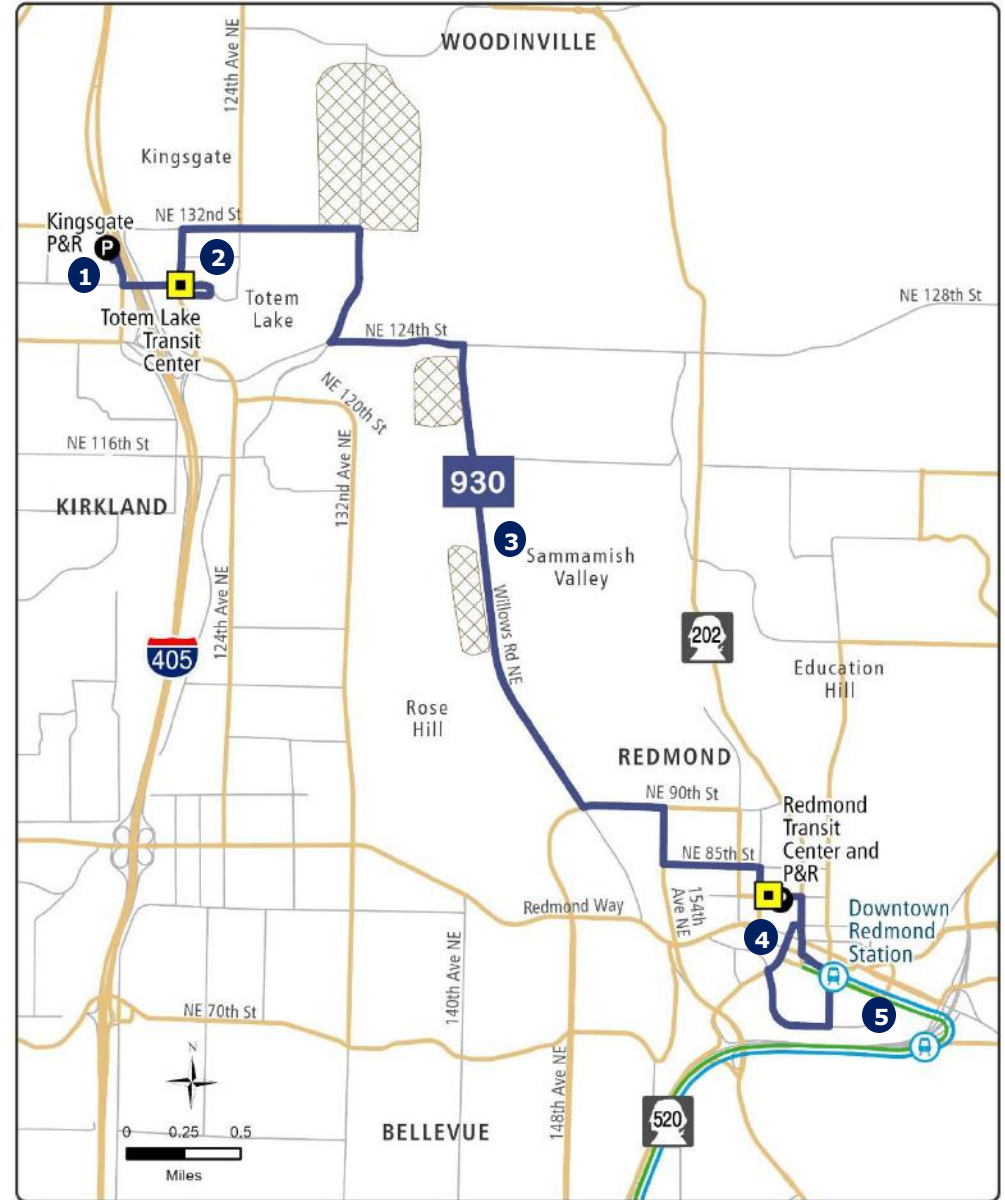 WOODINVILLE
124th Ave NE
Kingsgate
NE 132nd St
Kingsgate
P&R
P
1
2
Totem Lake
Transit
Center
Totem
Lake
NE 128th St
NE 124th St
NE 120th St
NE 116th St
132nd Ave NE
KIRKLAND
930
3
Sammamish
Valley
Willows Rd NE
124th Ave NE
405
202
Education
Hill
Rose
Hill
REDMOND
NE 90th St
Redmond
Transit
Center and
P&R
NE 85th St
154th
Ave NE
Redmond Way
4
Downtown
Redmond
Station
5
140th Ave NE
NE 70th St
148th Ave NE
N
0 0.25 0.5
Miles
BELLEVUE
520